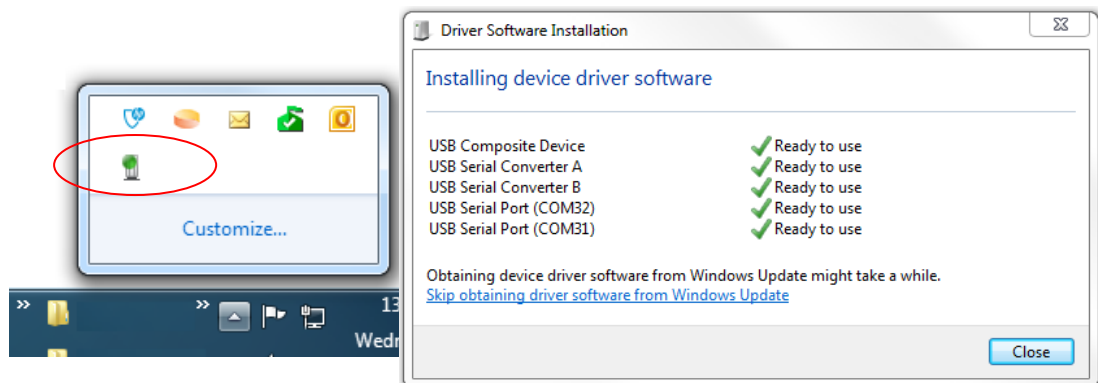 Customize...
13
Wedn
Driver Software Installation
Installing device driver software
USB Composite Device Ready to use
USB Serial Converter A Ready to use
USB Serial Converter B Ready to use
USB Serial Port (COM32) Ready to use
USB Serial Port (COM31) Ready to use
Obtaining device driver software from Windows Update might take a while.
Skip obtaining driver software from Windows Update
Close